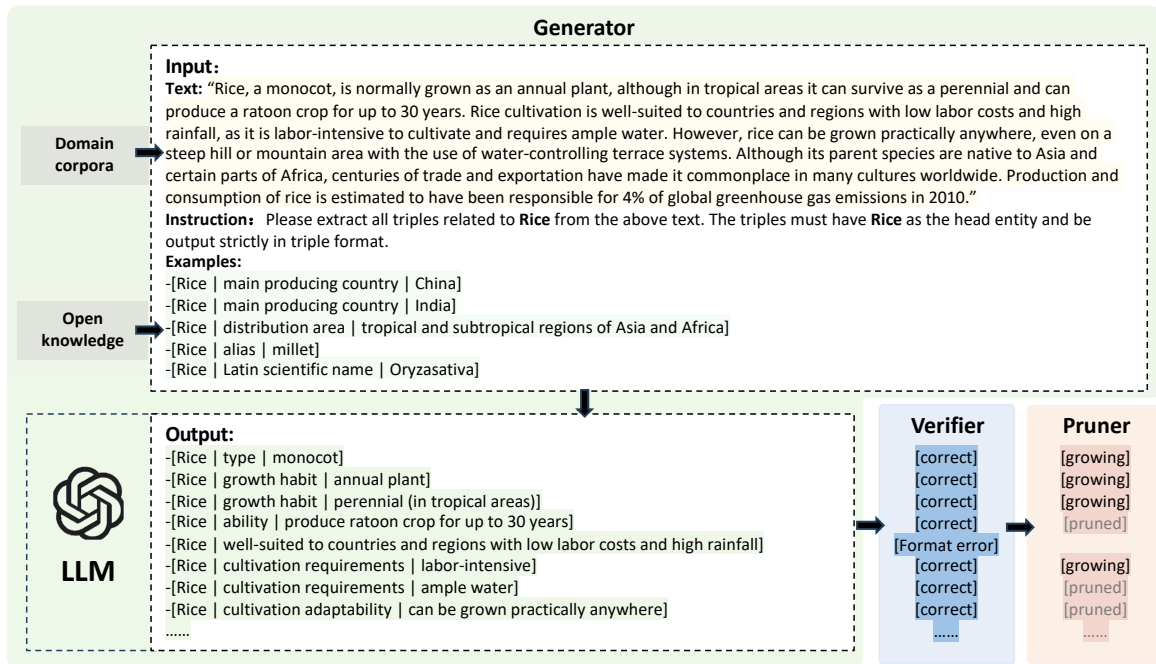 Generator
Input：
Text: “Rice, a monocot, is normally grown as an annual plant, although in tropical areas it can survive as a perennial and can
produce a ratoon crop for up to 30 years. Rice cultivation is well-suited to countries and regions with low labor costs and high
rainfall, as it is labor-intensive to cultivate and requires ample water. However, rice can be grown practically anywhere, even on a
steep hill or mountain area with the use of water-controlling terrace systems. Although its parent species are native to Asia and
certain parts of Africa, centuries of trade and exportation have made it commonplace in many cultures worldwide. Production and
consumption of rice is estimated to have been responsible for 4% of global greenhouse gas emissions in 2010.”
Instruction： Please extract all triples related to Rice from the above text. The triples must have Rice as the head entity and be
output strictly in triple format.
Examples:
-[Rice | main producing country | China]
-[Rice | main producing country | India]
-[Rice | distribution area | tropical and subtropical regions of Asia and Africa]
-[Rice | alias | millet]
-[Rice | Latin scientific name | Oryzasativa]
Domain
corpora
Open
knowledge
LLM
Output:
-[Rice | type | monocot]
-[Rice | growth habit | annual plant]
-[Rice | growth habit | perennial (in tropical areas)]
-[Rice | ability | produce ratoon crop for up to 30 years]
-[Rice | well-suited to countries and regions with low labor costs and high rainfall]
-[Rice | cultivation requirements | labor-intensive]
-[Rice | cultivation requirements | ample water]
-[Rice | cultivation adaptability | can be grown practically anywhere]
……
Verifier
[correct]
[correct]
[correct]
[correct]
[Format error]
[correct]
[correct]
[correct]
……
Pruner
[growing]
[growing]
[growing]
[pruned]
[growing]
[pruned]
[pruned]
……